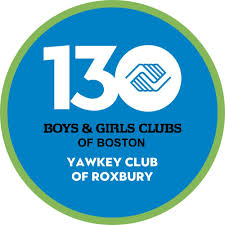 130
BOYS & GIRLS CLUBS
OF BOSTON
YAWKEY CLUB
OF ROXBURY